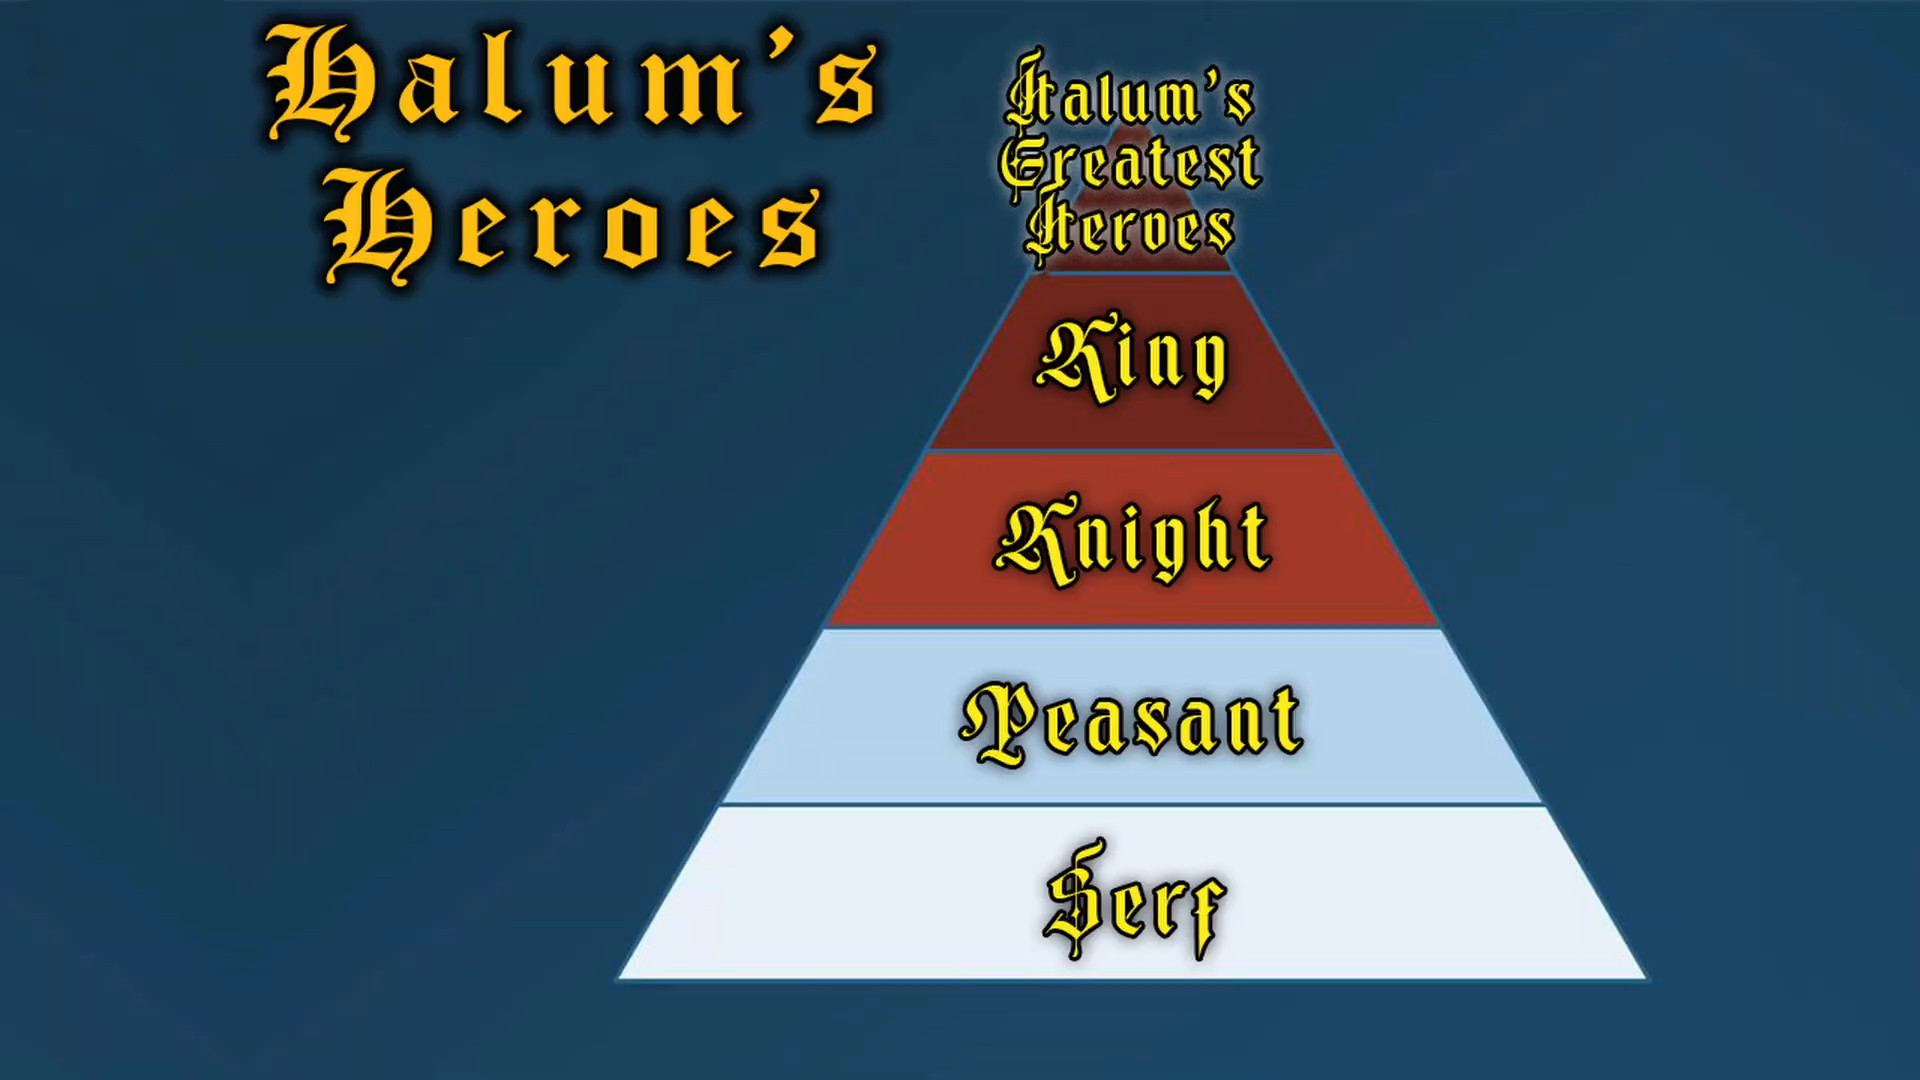 Halum's
Heroes
Halum's
Greatest
Heroes
King
Knight
Peasant
Serf